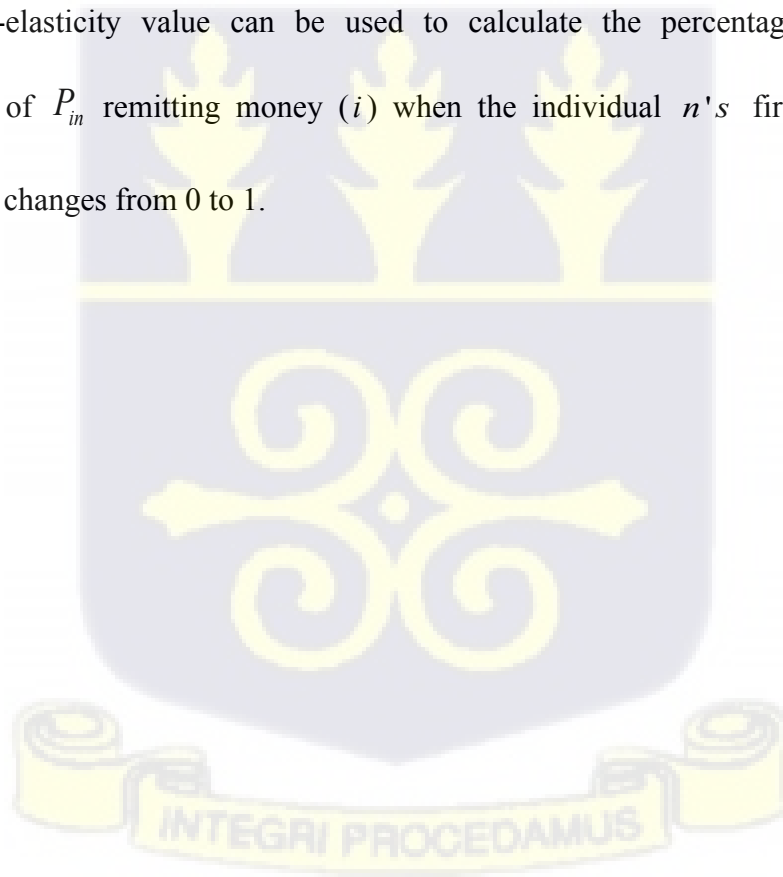 -elasticity value can be used to calculate the percentag
of P_in remitting money (i) when the individual n's fir
changes from 0 to 1.
INTEGRI PROCEDAMUS